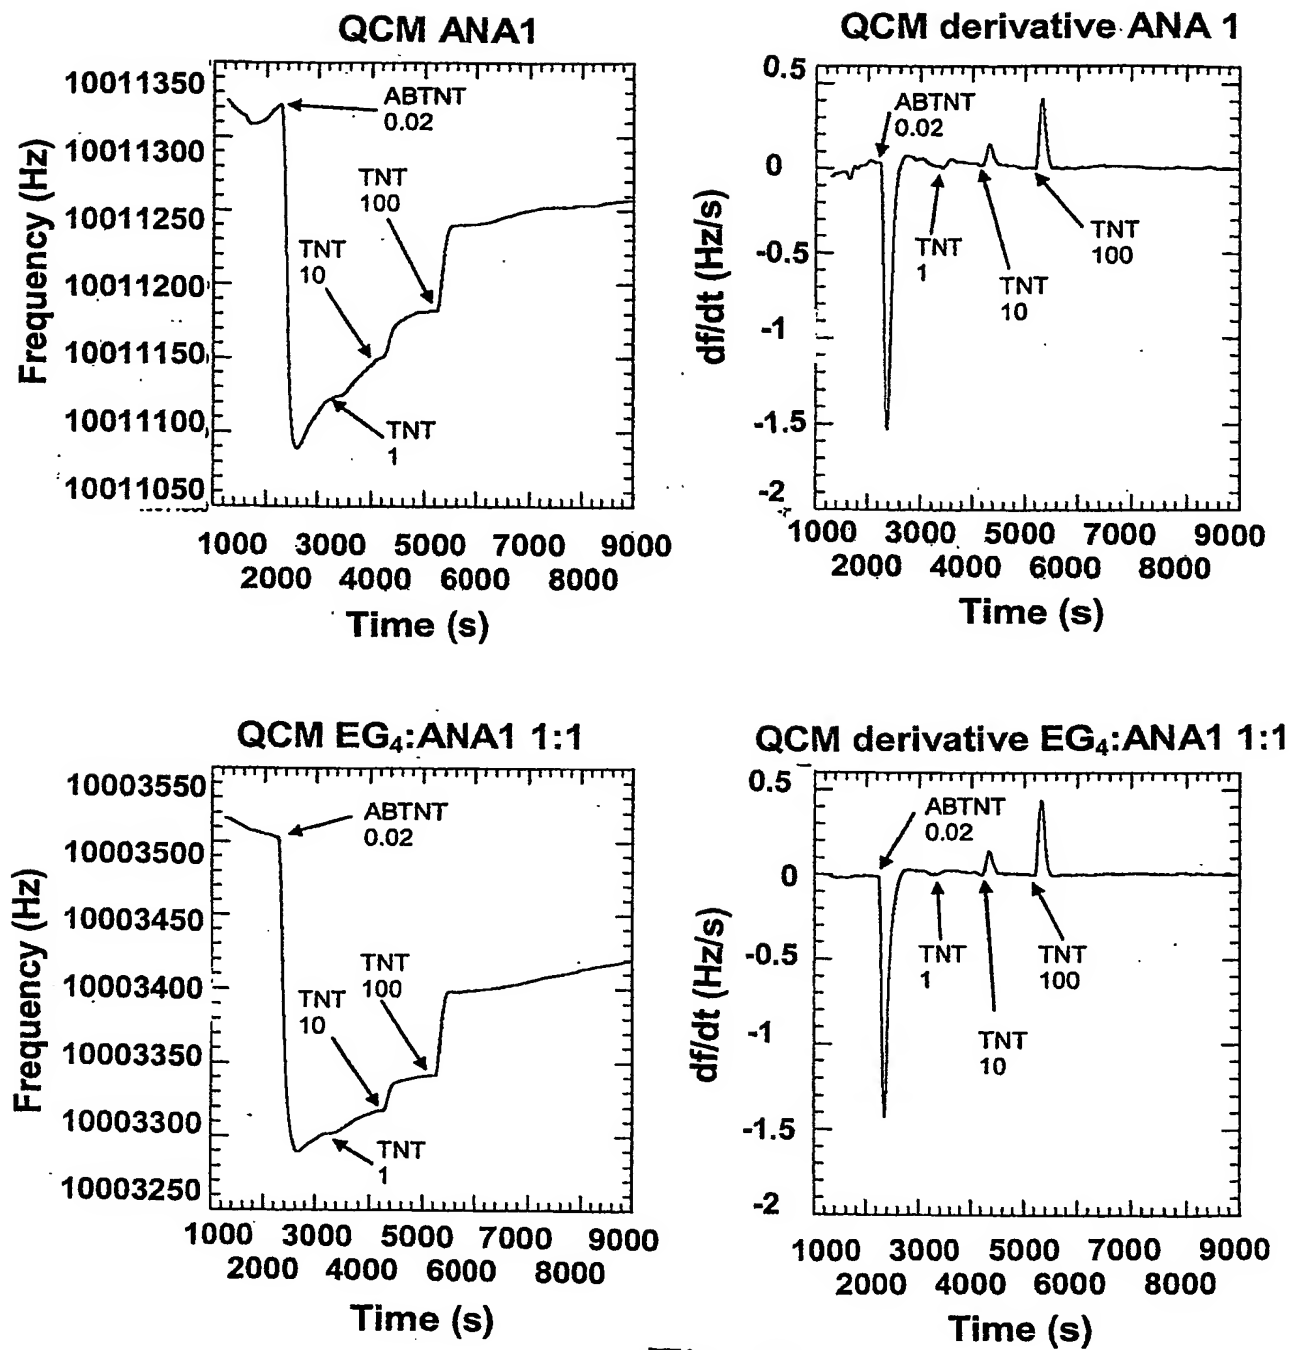 QCM ANA1
Frequency (Hz)
10011350
10011300
10011250
10011200
10011150
10011100
10011050
ABTNT
0.02
TNT
100
TNT
10
TNT
1
1000 3000 5000 7000 9000
2000 4000 6000 8000
Time (s)
QCM derivative ANA 1
df/dt (Hz/s)
0.5
0
-0.5
-1
-1.5
-2
ABTNT
0.02
TNT
1
TNT
10
TNT
100
1000 3000 5000 7000 9000
2000 4000 6000 8000
Time (s)
QCM EG₄:ANA1 1:1
Frequency (Hz)
10003550
10003500
10003450
10003400
10003350
10003300
10003250
ABTNT
0.02
TNT
100
TNT
10
TNT
1
1000 3000 5000 7000 9000
2000 4000 6000 8000
Time (s)
QCM derivative EG₄:ANA1 1:1
df/dt (Hz/s)
0.5
0
-0.5
-1
-1.5
-2
ABTNT
0.02
TNT
1
TNT
10
TNT
100
1000 3000 5000 7000 9000
2000 4000 6000 8000
Time (s)